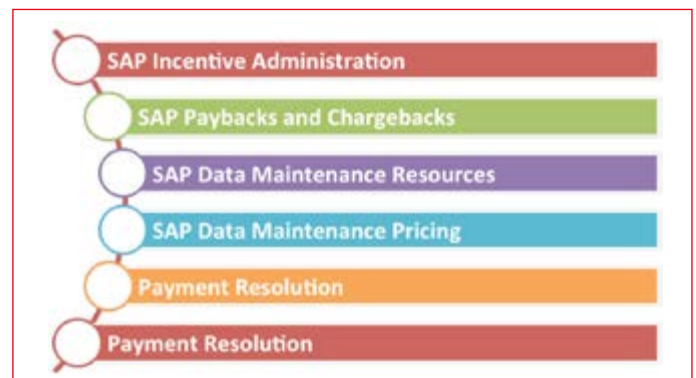 SAP Incentive Administration
SAP Paybacks and Chargebacks
SAP Data Maintenance Resources
SAP Data Maintenance Pricing
Payment Resolution
Payment Resolution